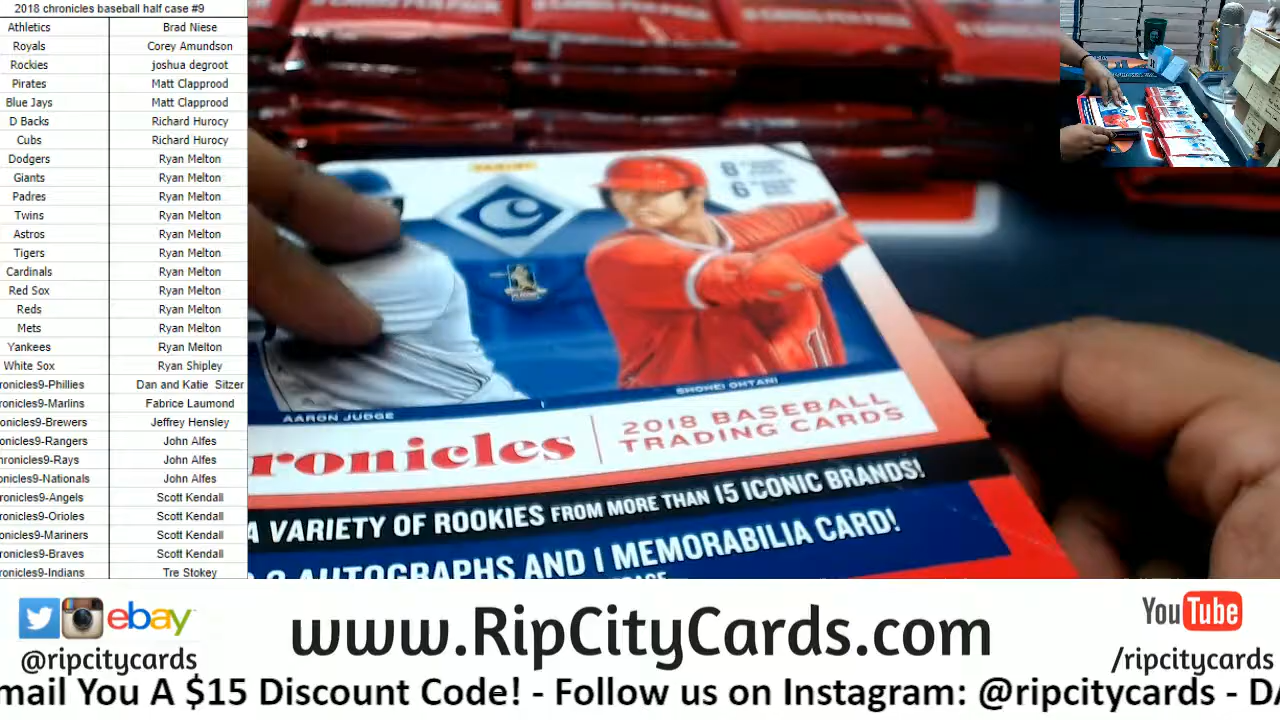 2018 chronicles baseball half case #9
Athletics Brad Niese
Royals Corey Amundson
Rockies joshua degroot
Pirates Matt Clapprood
Blue Jays Matt Clapprood
D Backs Richard Hurocy
Cubs Richard Hurocy
Dodgers Ryan Melton
Giants Ryan Melton
Padres Ryan Melton
Twins Ryan Melton
Astros Ryan Melton
Tigers Ryan Melton
Cardinals Ryan Melton
Red Sox Ryan Melton
Reds Ryan Melton
Mets Ryan Melton
Yankees Ryan Melton
White Sox Ryan Shipley
ronicles9-Phillies Dan and Katie Sitzer
ronicles9-Marlins Fabrice Laumond
onicles9-Brewers Jeffrey Hensley
onicles9-Rangers John Alfes
hronicles9-Rays John Alfes
onicles9-Nationals John Alfes
onicles9-Angels Scott Kendall
onicles9-Orioles Scott Kendall
onicles9-Mariners Scott Kendall
onicles9-Braves Scott Kendall
onicles9-Indians Tre Stokey
PANINI
8
6
AARON JUDGE
SHOHEI OHTANI
ronicles
2018 BASEBALL
TRADING CARDS
A VARIETY OF ROOKIES FROM MORE THAN 15 ICONIC BRANDS!
AUTOGRAPHS AND 1 MEMORABILIA CARD!
ebay
@ripcitycards
www.RipCityCards.com
YouTube
/ripcitycards
mail You A $15 Discount Code! - Follow us on Instagram: @ripcitycards - DA